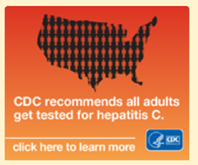 CDC recommends all adults
get tested for hepatitis C.
click here to learn more
CDC